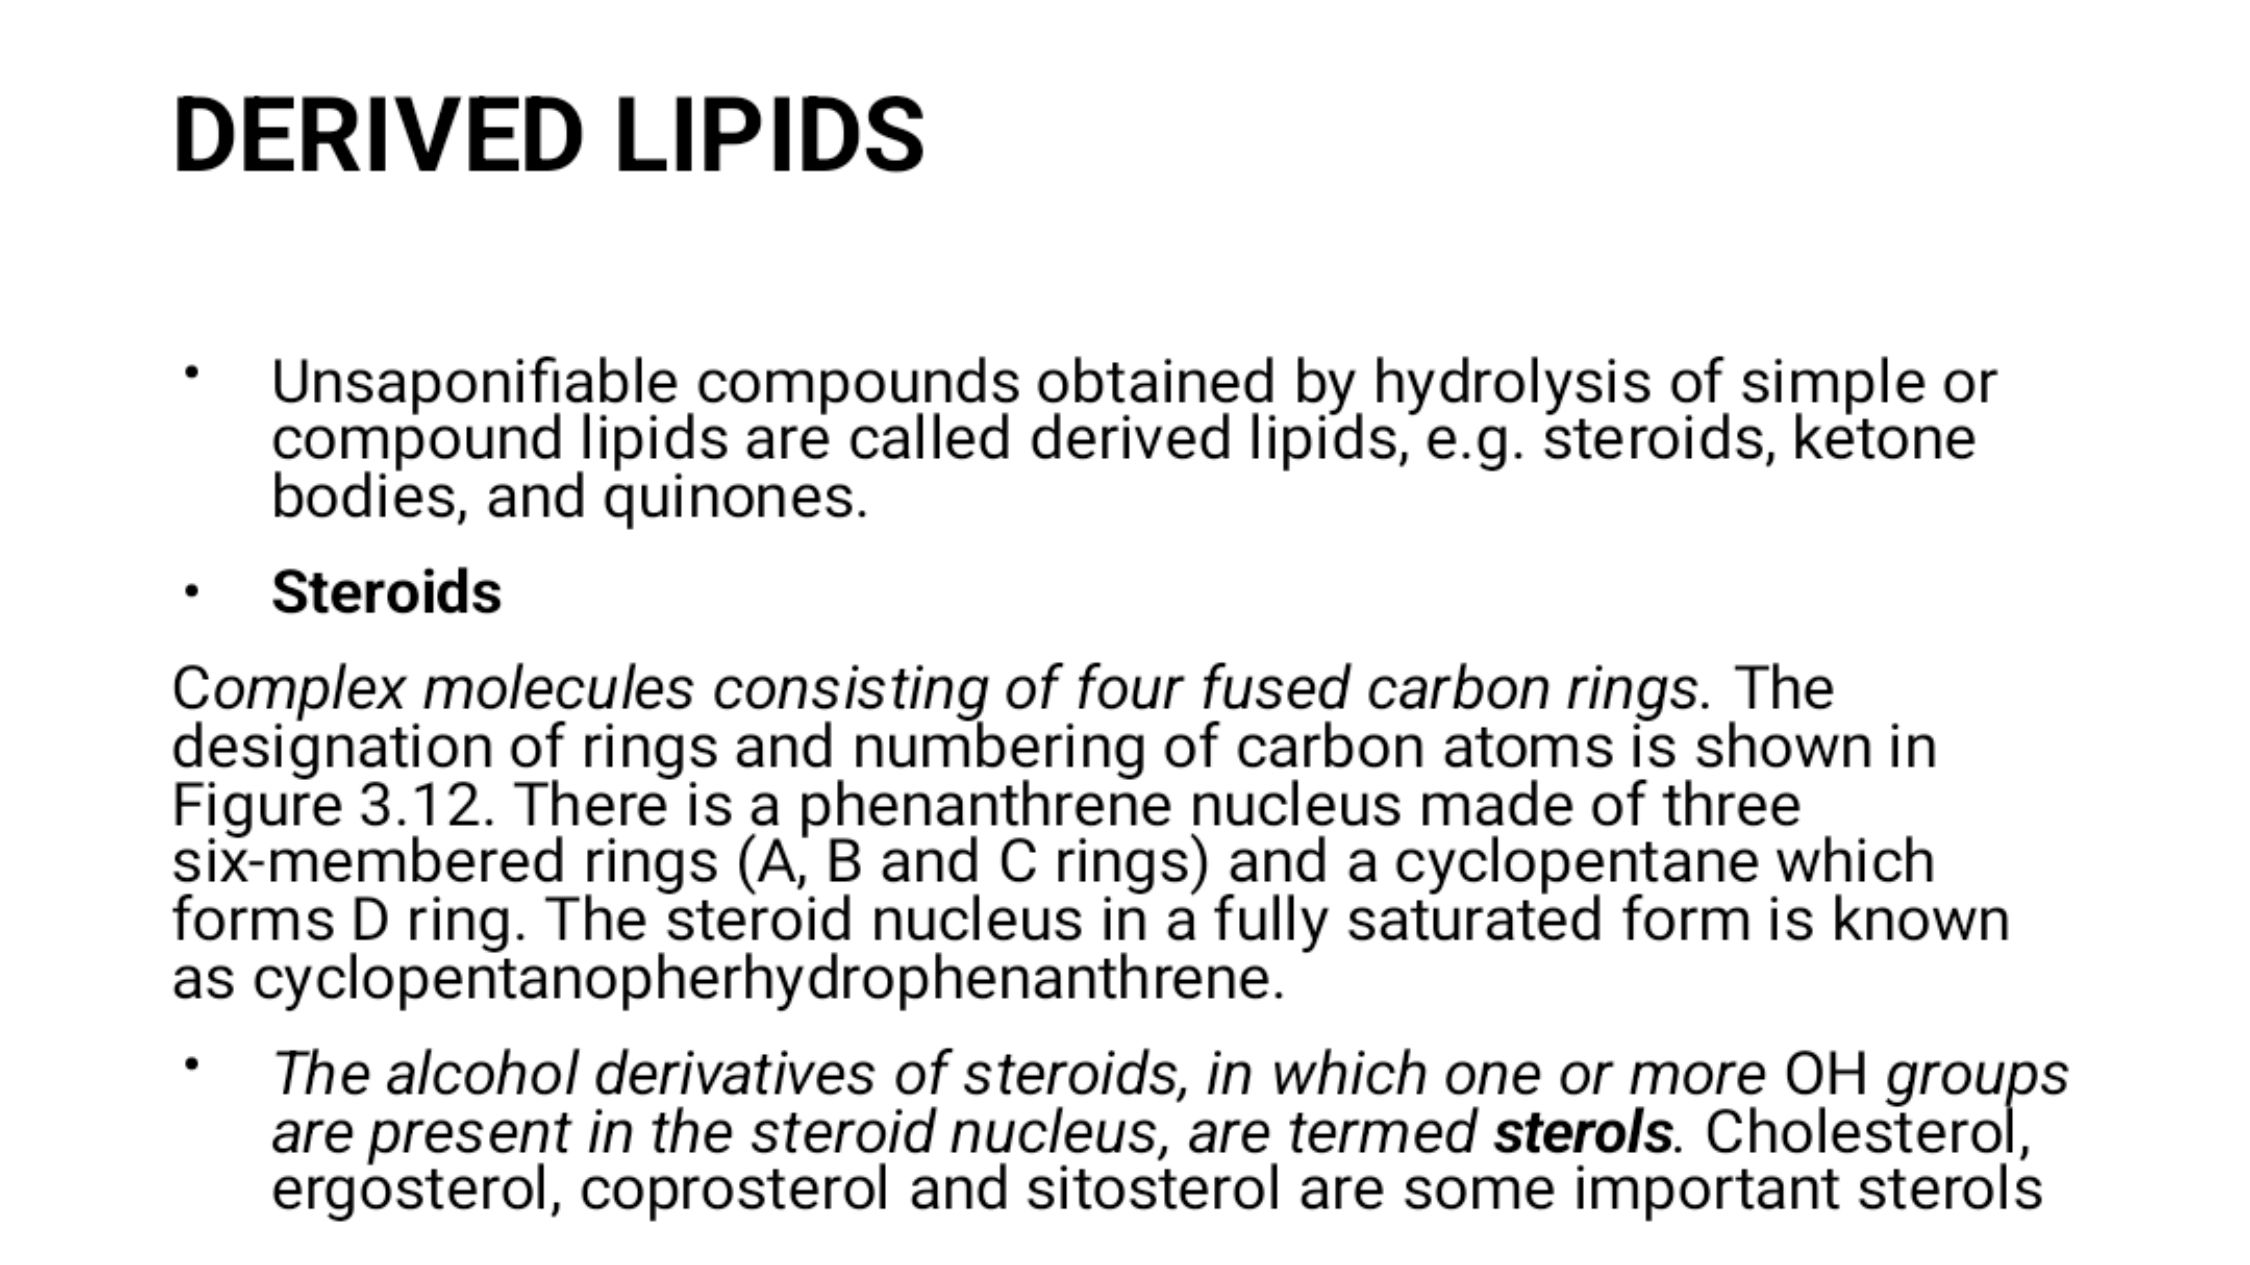 DERIVED LIPIDS
• Unsaponifiable compounds obtained by hydrolysis of simple or
compound lipids are called derived lipids, e.g. steroids, ketone
bodies, and quinones.
• Steroids
Complex molecules consisting of four fused carbon rings. The
designation of rings and numbering of carbon atoms is shown in
Figure 3.12. There is a phenanthrene nucleus made of three
six-membered rings (A, B and C rings) and a cyclopentane which
forms D ring. The steroid nucleus in a fully saturated form is known
as cyclopentanopherhydrophenanthrene.
• The alcohol derivatives of steroids, in which one or more OH groups
are present in the steroid nucleus, are termed sterols. Cholesterol,
ergosterol, coprosterol and sitosterol are some important sterols